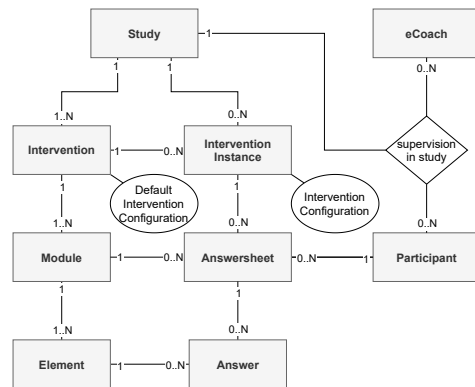 Study
eCoach
1
1
1
0..N
1..N
0..N
supervision
in study
Intervention
1
0..N
Intervention
Instance
Default
Intervention
Configuration
Intervention
Configuration
1
1
1..N
0..N
0..N
Module
1
0..N
Answersheet
0..N
1
Participant
1
1
1..N
0..N
Element
1
0..N
Answer